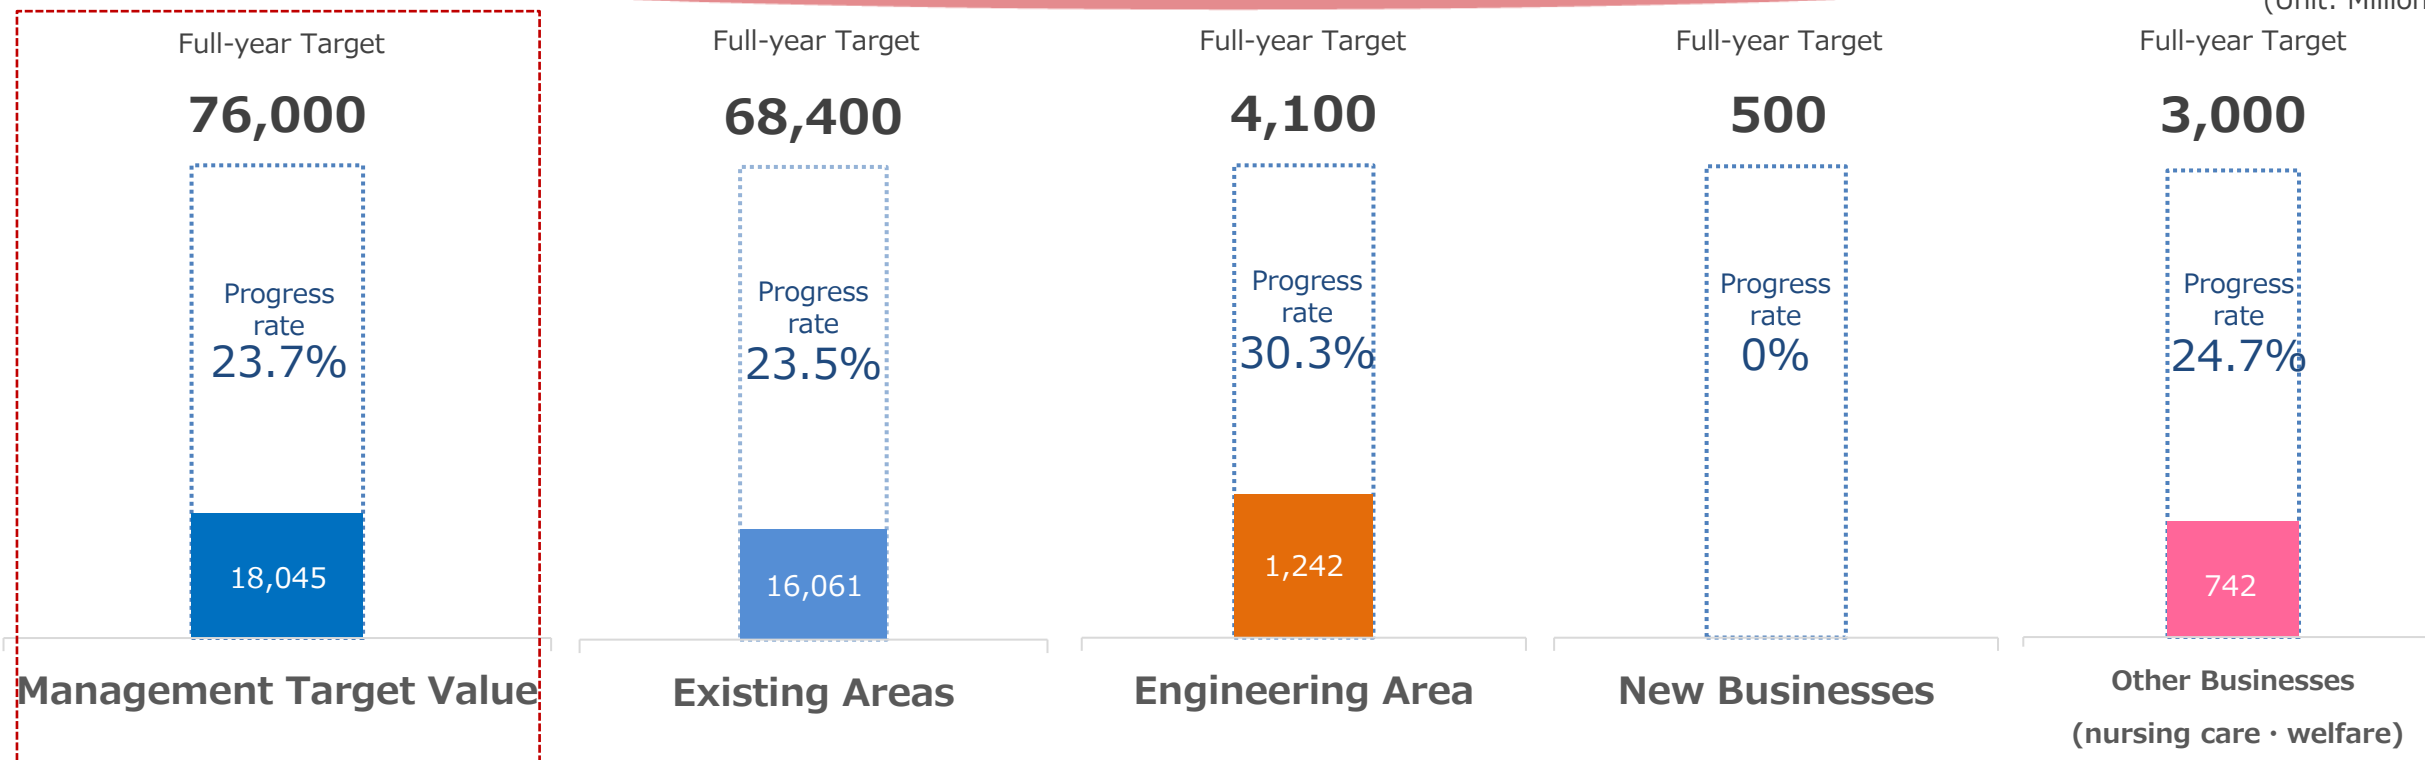 (Unit: Million
Full-year Target
76,000
Progress
rate
23.7%
18,045
Management Target Value
Full-year Target
68,400
Progress
rate
23.5%
16,061
Existing Areas
Full-year Target
4,100
Progress
rate
30.3%
1,242
Engineering Area
Full-year Target
500
Progress
rate
0%
New Businesses
Full-year Target
3,000
Progress
rate
24.7%
742
Other Businesses
(nursing care・welfare)